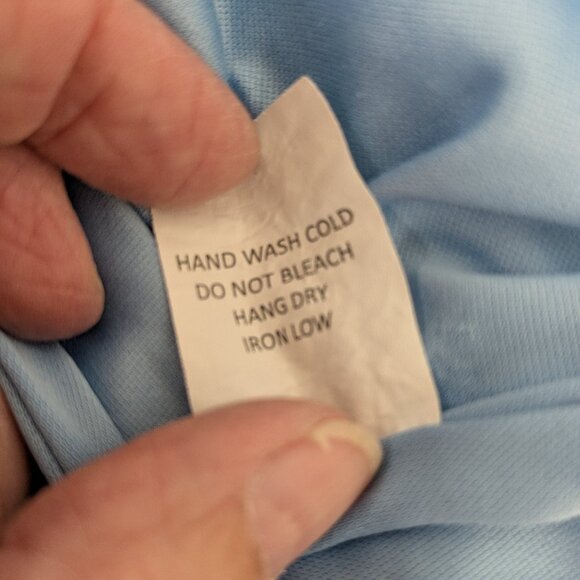 HAND WASH COLD
DO NOT BLEACH
HANG DRY
IRON LOW